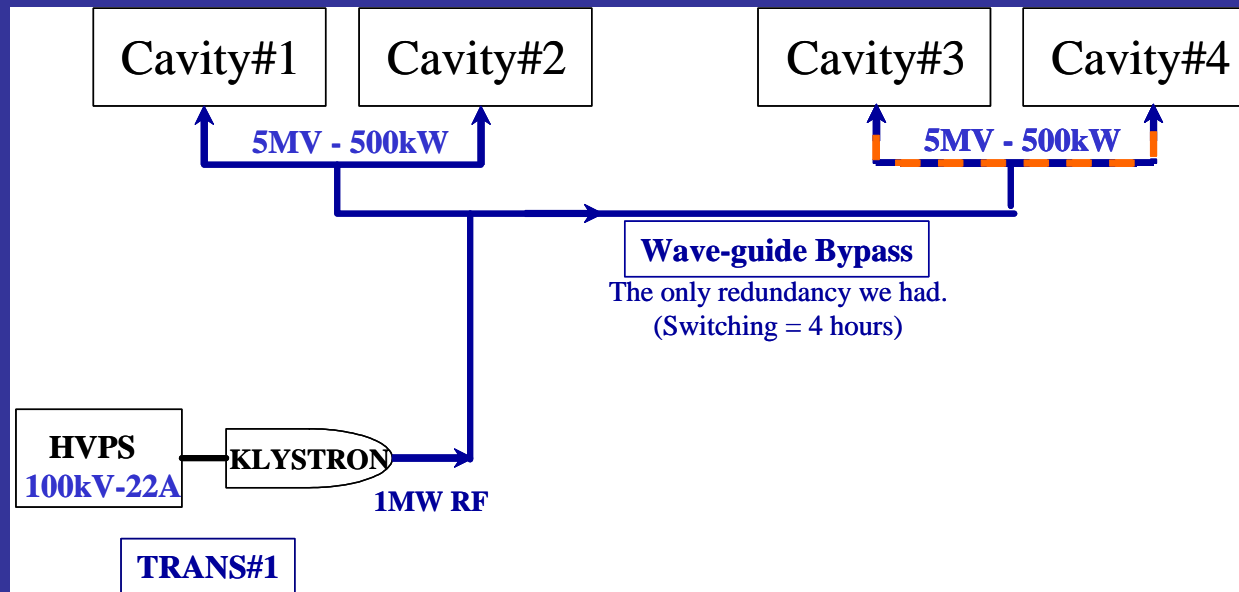 Cavity#1
Cavity#2
Cavity#3
Cavity#4
5MV - 500kW
5MV - 500kW
Wave-guide Bypass
The only redundancy we had.
(Switching = 4 hours)
HVPS
100kV-22A
KLYSTRON
1MW RF
TRANS#1